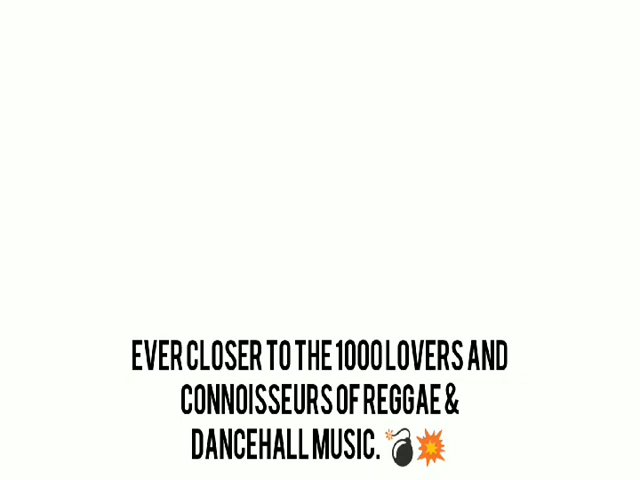 EVER CLOSER TO THE 1000 LOVERS AND
CONNOISSEURS OF REGGAE &
DANCEHALL MUSIC. 💣💥